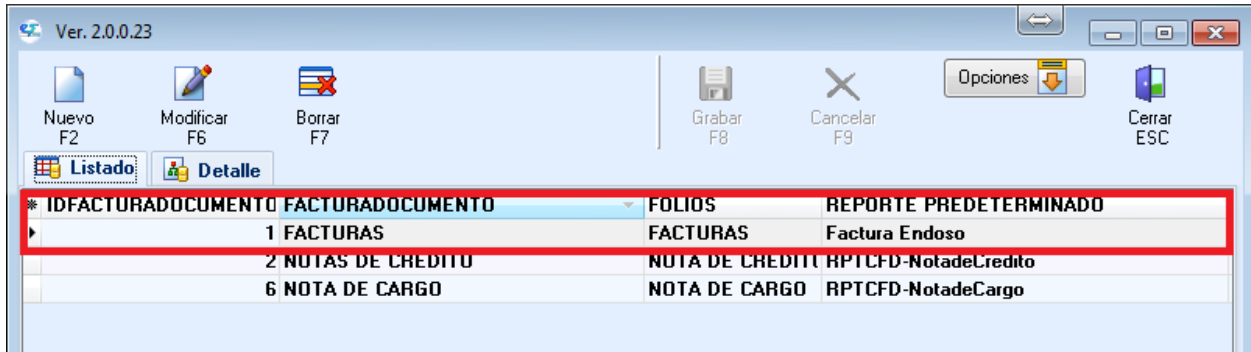 Ver. 2.0.0.23
Nuevo F2
Modificar F6
Borrar F7
Grabar F8
Cancelar F9
Opciones
Cerrar ESC
Listado
Detalle
* IDFACTURADOCUMENTO FACTURADOCUMENTO FOLIOS REPORTE PREDETERMINADO
1 FACTURAS FACTURAS Factura Endoso
2 NOTAS DE CREDITO NOTA DE CREDIT RPTCFD-NotadeCredito
6 NOTA DE CARGO NOTA DE CARGO RPTCFD-NotadeCargo